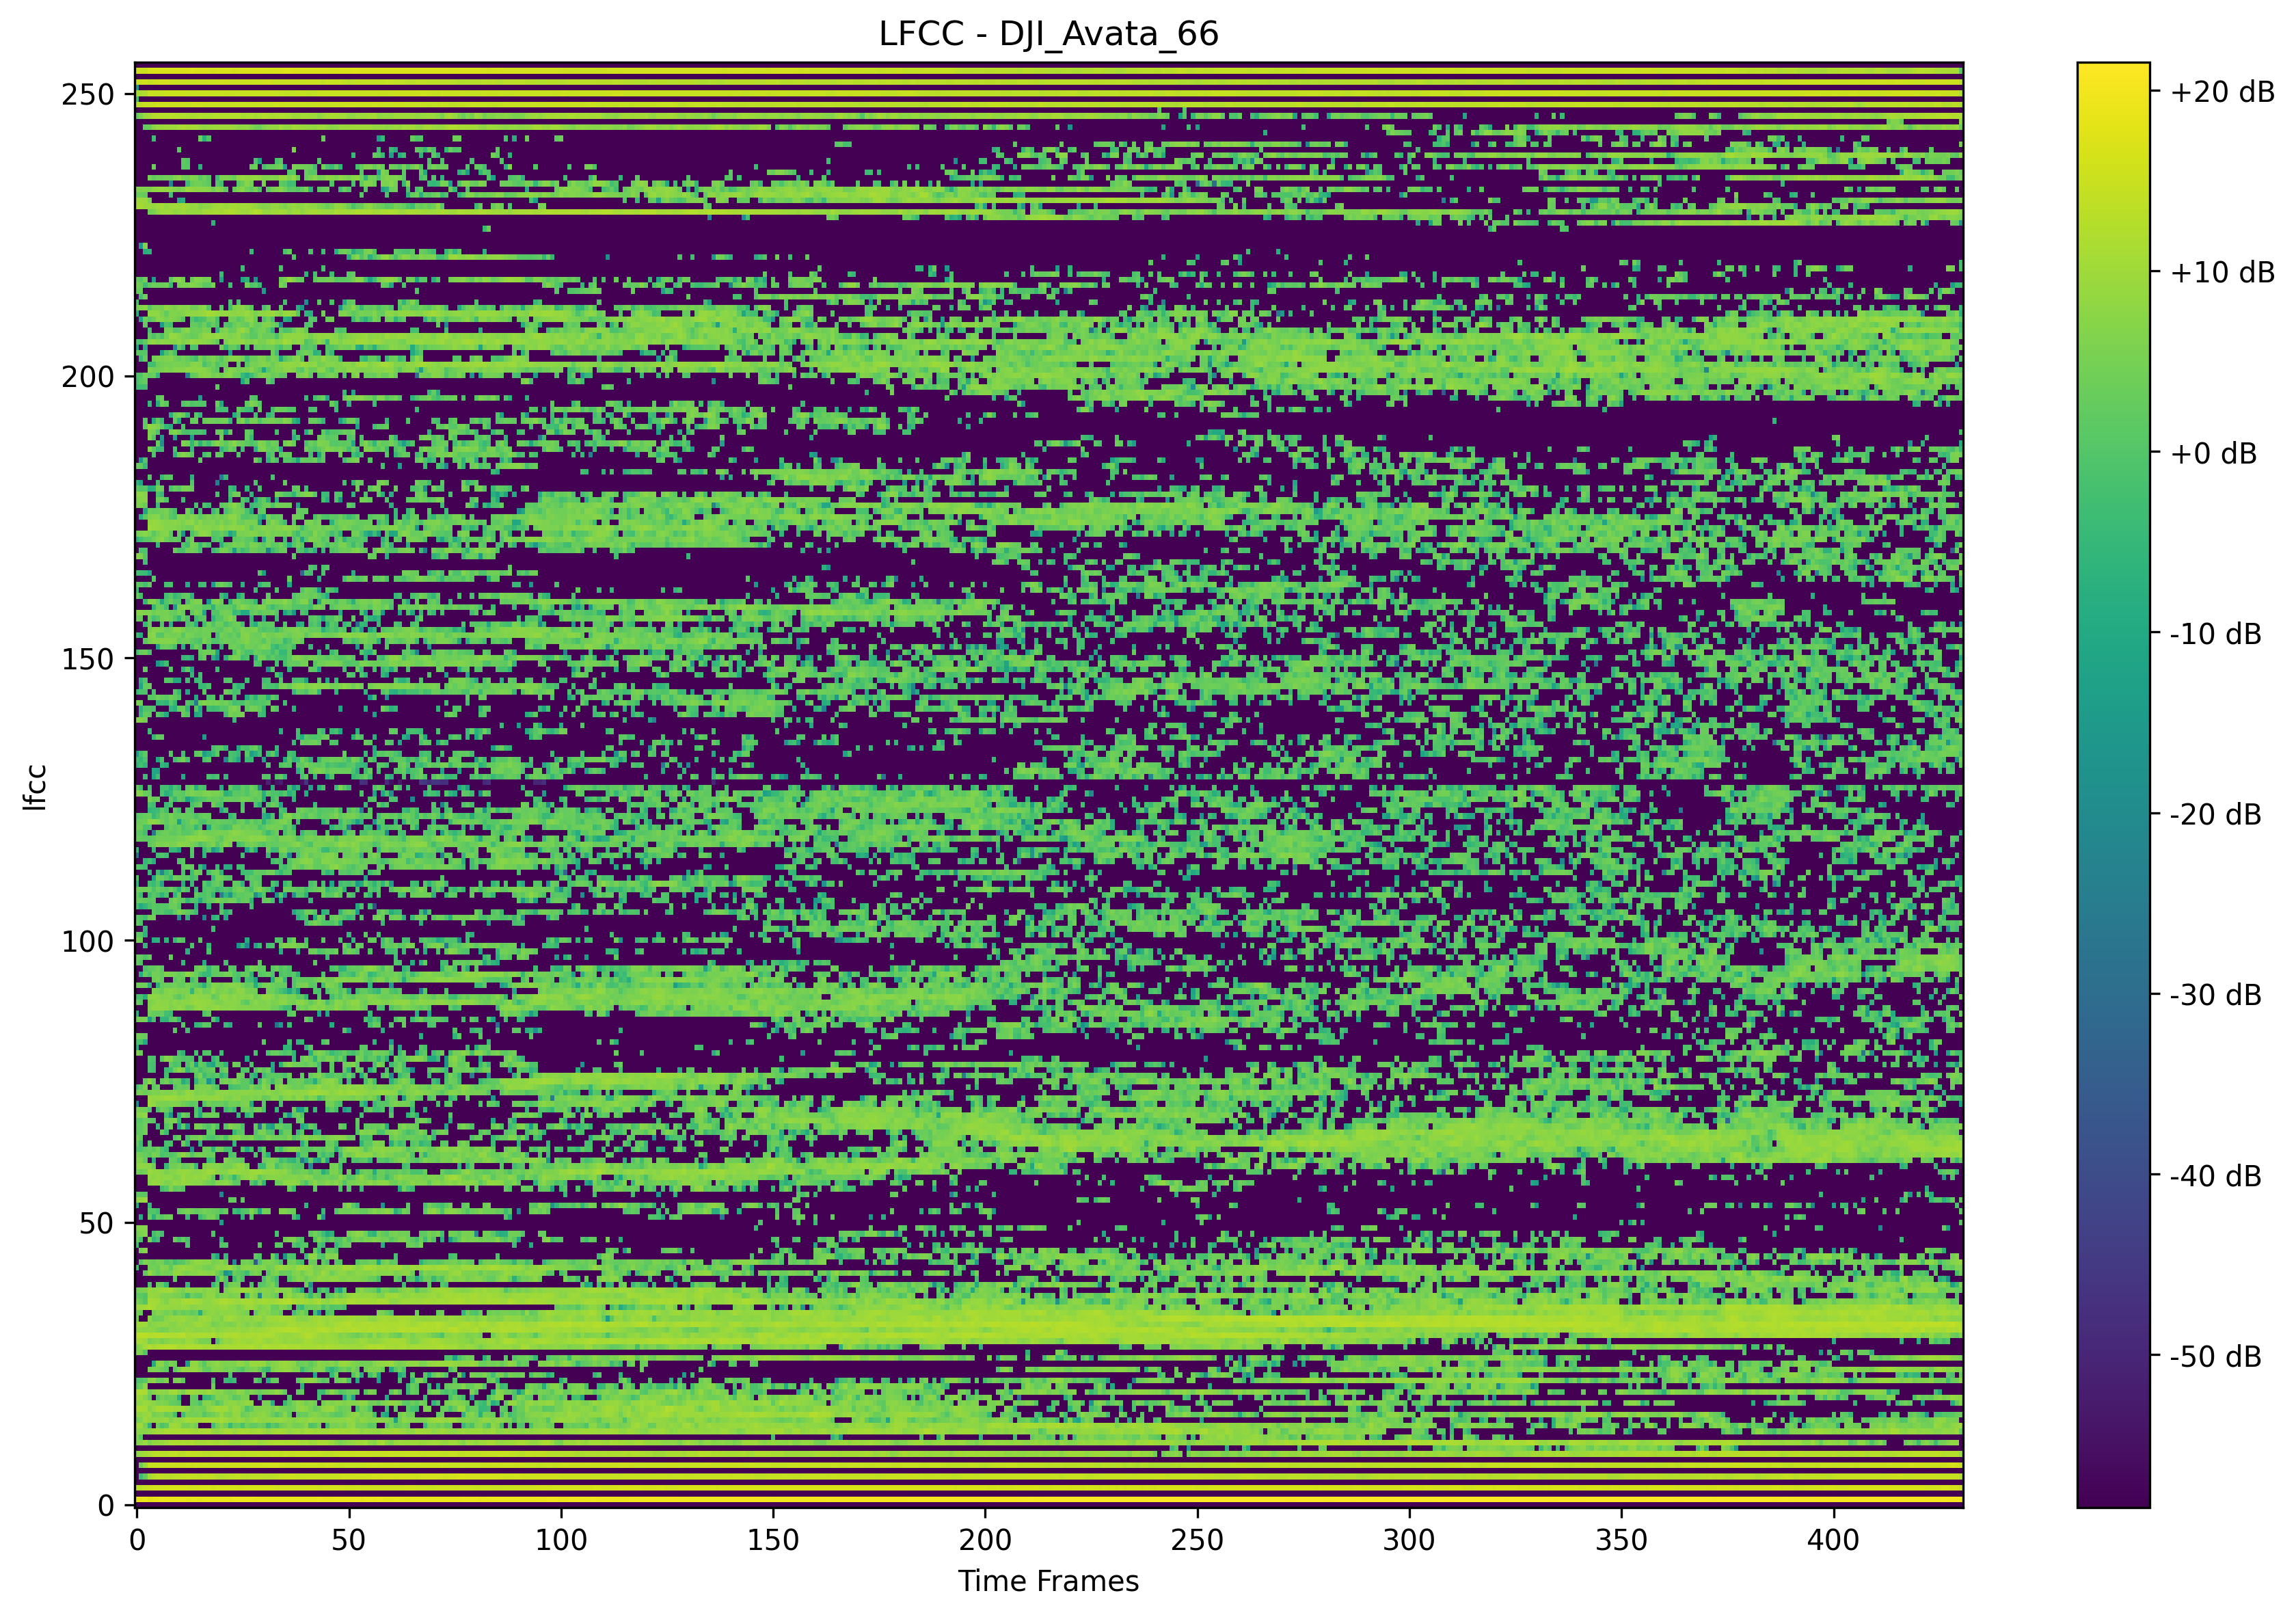 LFCC - DJI_Avata_66
lfcc
250
200
150
100
50
0
0 50 100 150 200 250 300 350 400
Time Frames
+20 dB
+10 dB
+0 dB
-10 dB
-20 dB
-30 dB
-40 dB
-50 dB